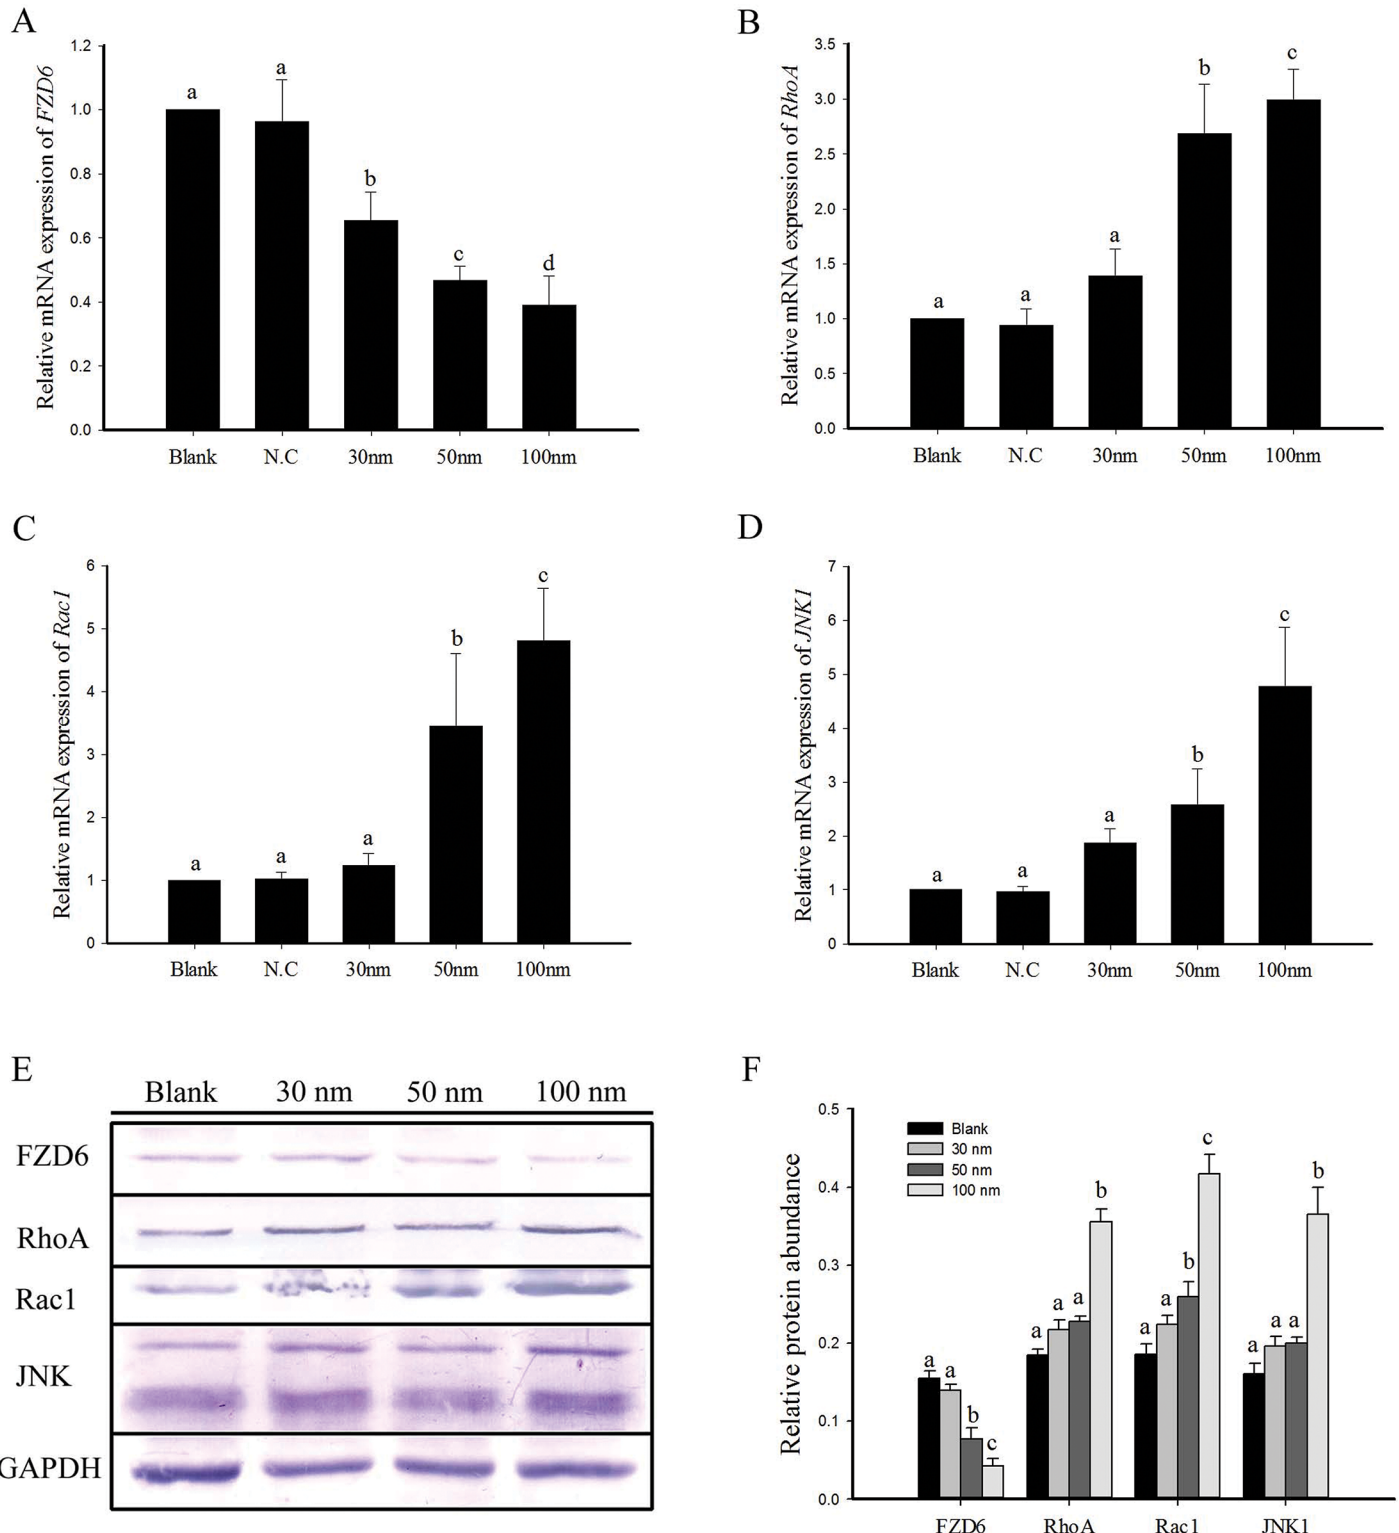 A
Relative mRNA expression of FZD6
1.2
1.0
0.8
0.6
0.4
0.2
0.0
a
a
b
c
d
Blank N.C 30nm 50nm 100nm
B
Relative mRNA expression of RhoA
3.5
3.0
2.5
2.0
1.5
1.0
0.5
0.0
a
a
a
b
c
Blank N.C 30nm 50nm 100nm
C
Relative mRNA expression of Rac1
6
5
4
3
2
1
0
a
a
a
b
c
Blank N.C 30nm 50nm 100nm
D
Relative mRNA expression of JNK1
7
6
5
4
3
2
1
0
a
a
a
b
c
Blank N.C 30nm 50nm 100nm
E
Blank 30 nm 50 nm 100 nm
FZD6
RhoA
Rac1
JNK
GAPDH
F
Relative protein abundance
0.5
0.4
0.3
0.2
0.1
0.0
Blank
30 nm
50 nm
100 nm
a a b c
a a a b
a a b c
a a a b
FZD6 RhoA Rac1 JNK1